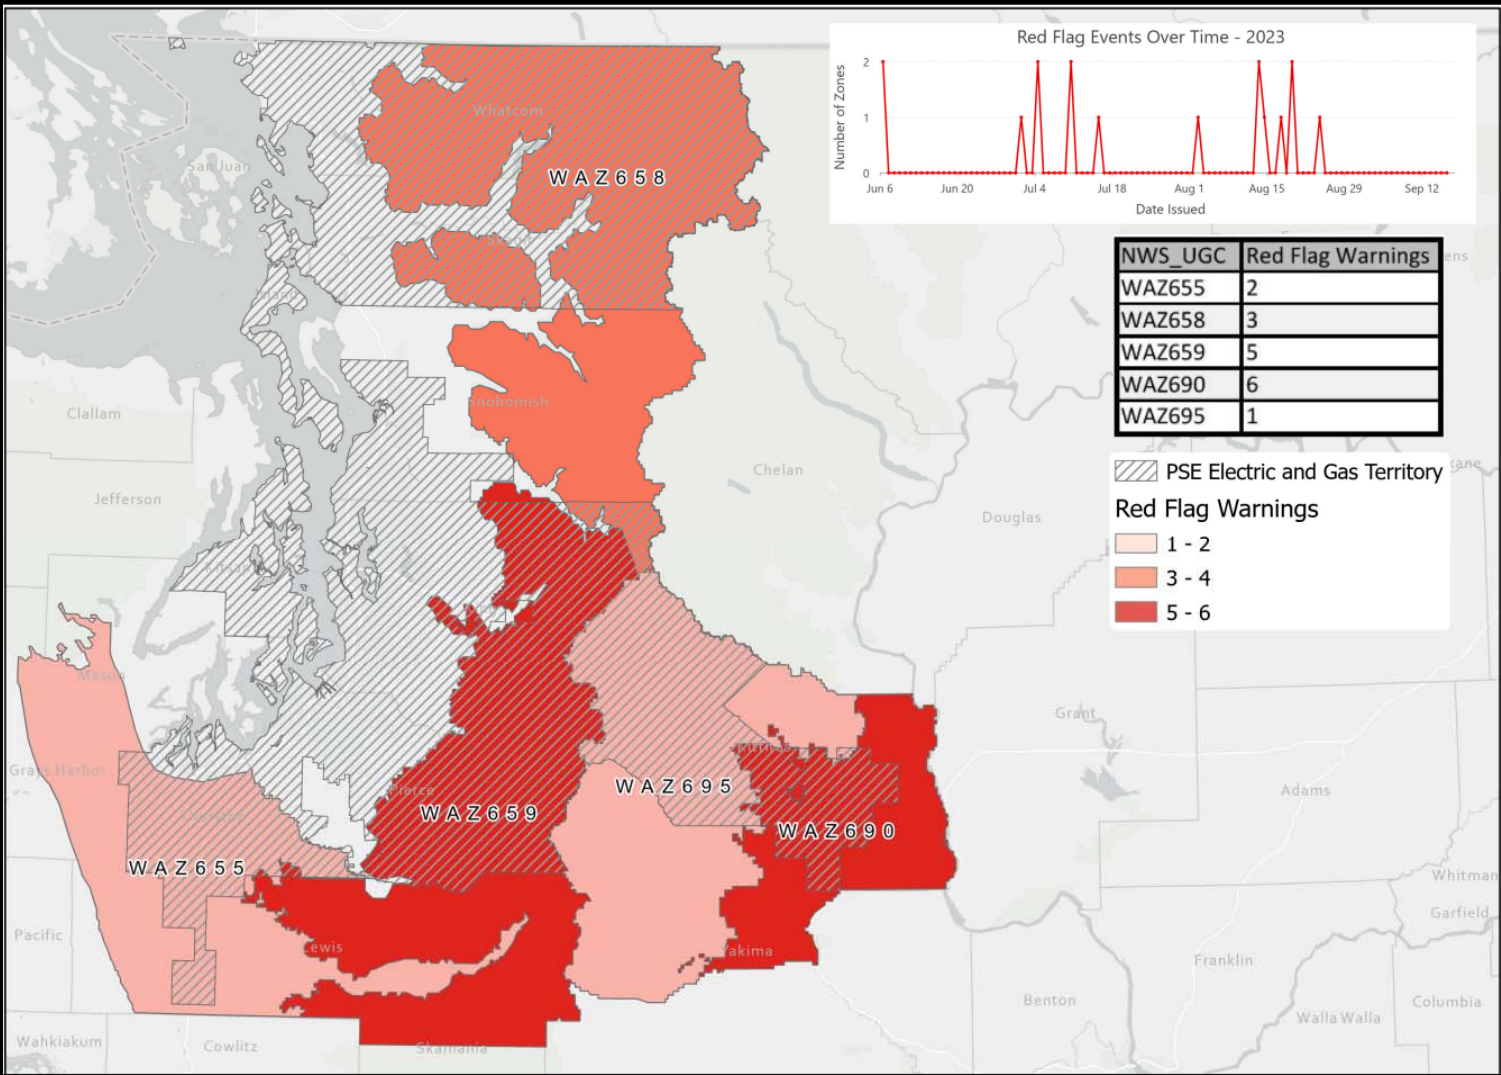 Red Flag Events Over Time - 2023
Number of Zones
2
1
0
Jun 6
Jun 20
Jul 4
Jul 18
Aug 1
Aug 15
Aug 29
Sep 12
Date Issued
Whatcom
San Juan
WAZ658
Skagit
NWS_UGC Red Flag Warnings
WAZ655 2
WAZ658 3
WAZ659 5
WAZ690 6
WAZ695 1
Snohomish
Clallam
Chelan
Jefferson
Douglas
PSE Electric and Gas Territory
Red Flag Warnings
1 - 2
3 - 4
5 - 6
Kitsap
Mason
Grant
Grays Harbor
Kittitas
Pierce
WAZ695
Adams
WAZ659
WAZ690
Thurston
WAZ655
Whitman
Garfield
Pacific
Lewis
Yakima
Franklin
Benton
Columbia
Walla Walla
Wahkiakum
Cowlitz
Skamania